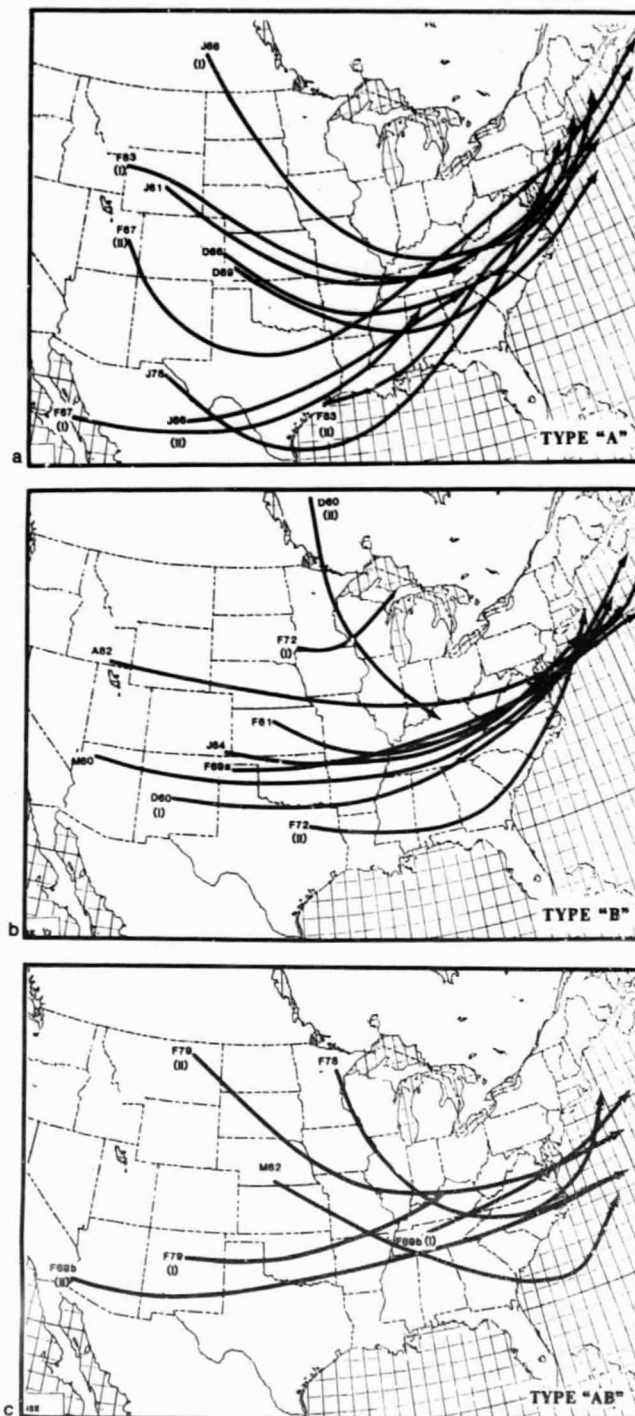 J66
(I)
F83
(I)
J61
F67
(II)
D66
D69
J78
F67
(I)
J66
(II)
F83
(II)
TYPE "A"
a
D60
(II)
F72
(I)
A82
F61
J64
F69a
M60
D60
(I)
F72
(II)
TYPE "B"
b
F79
(II)
F78
M62
F69b (I)
F79
(I)
F69b
(II)
TYPE "AB"
c